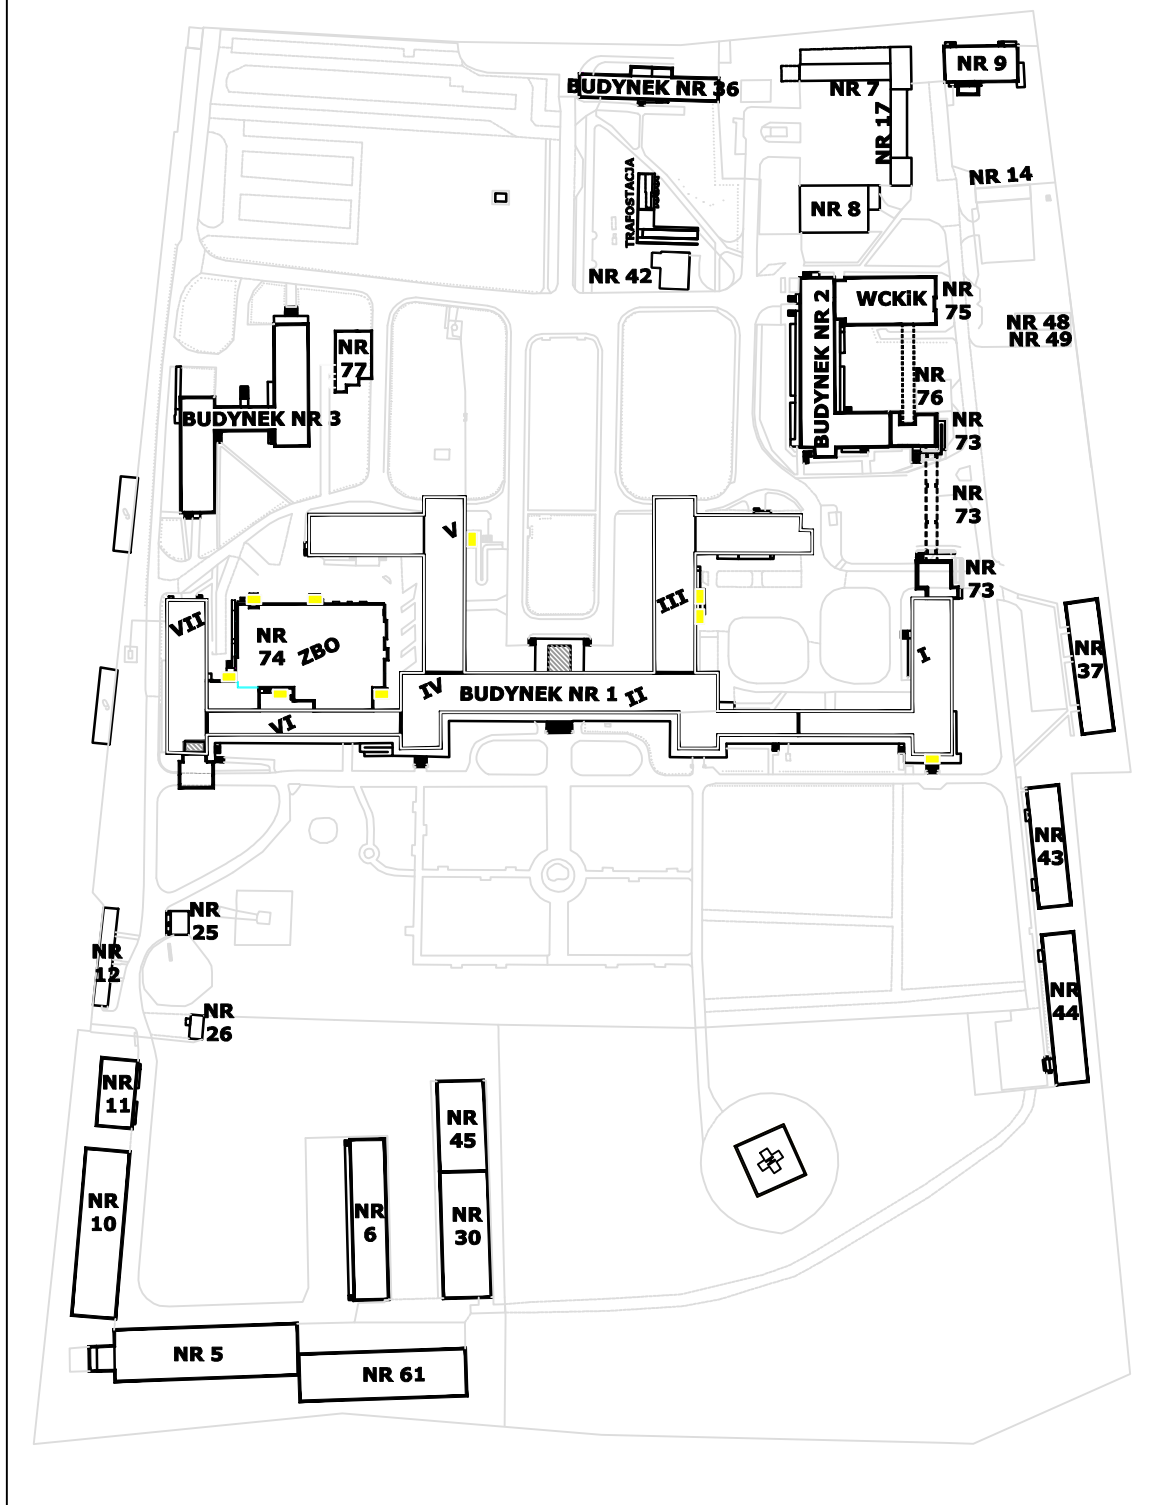 NR 9
BUDYNEK NR 36
NR 7
NR 17
NR 14
TRAFOSTACJA
NR 8
NR 42
WCKiK
NR
75
BUDYNEK NR 2
NR 48
NR 49
NR
77
NR
76
BUDYNEK NR 3
NR
73
NR
73
V
NR
73
III
VII
NR
74
ZBO
I
NR
37
IV
BUDYNEK NR 1
II
VI
NR
43
NR
25
NR
12
NR
44
NR
26
NR
11
NR
45
NR
10
NR
6
NR
30
NR 5
NR 61